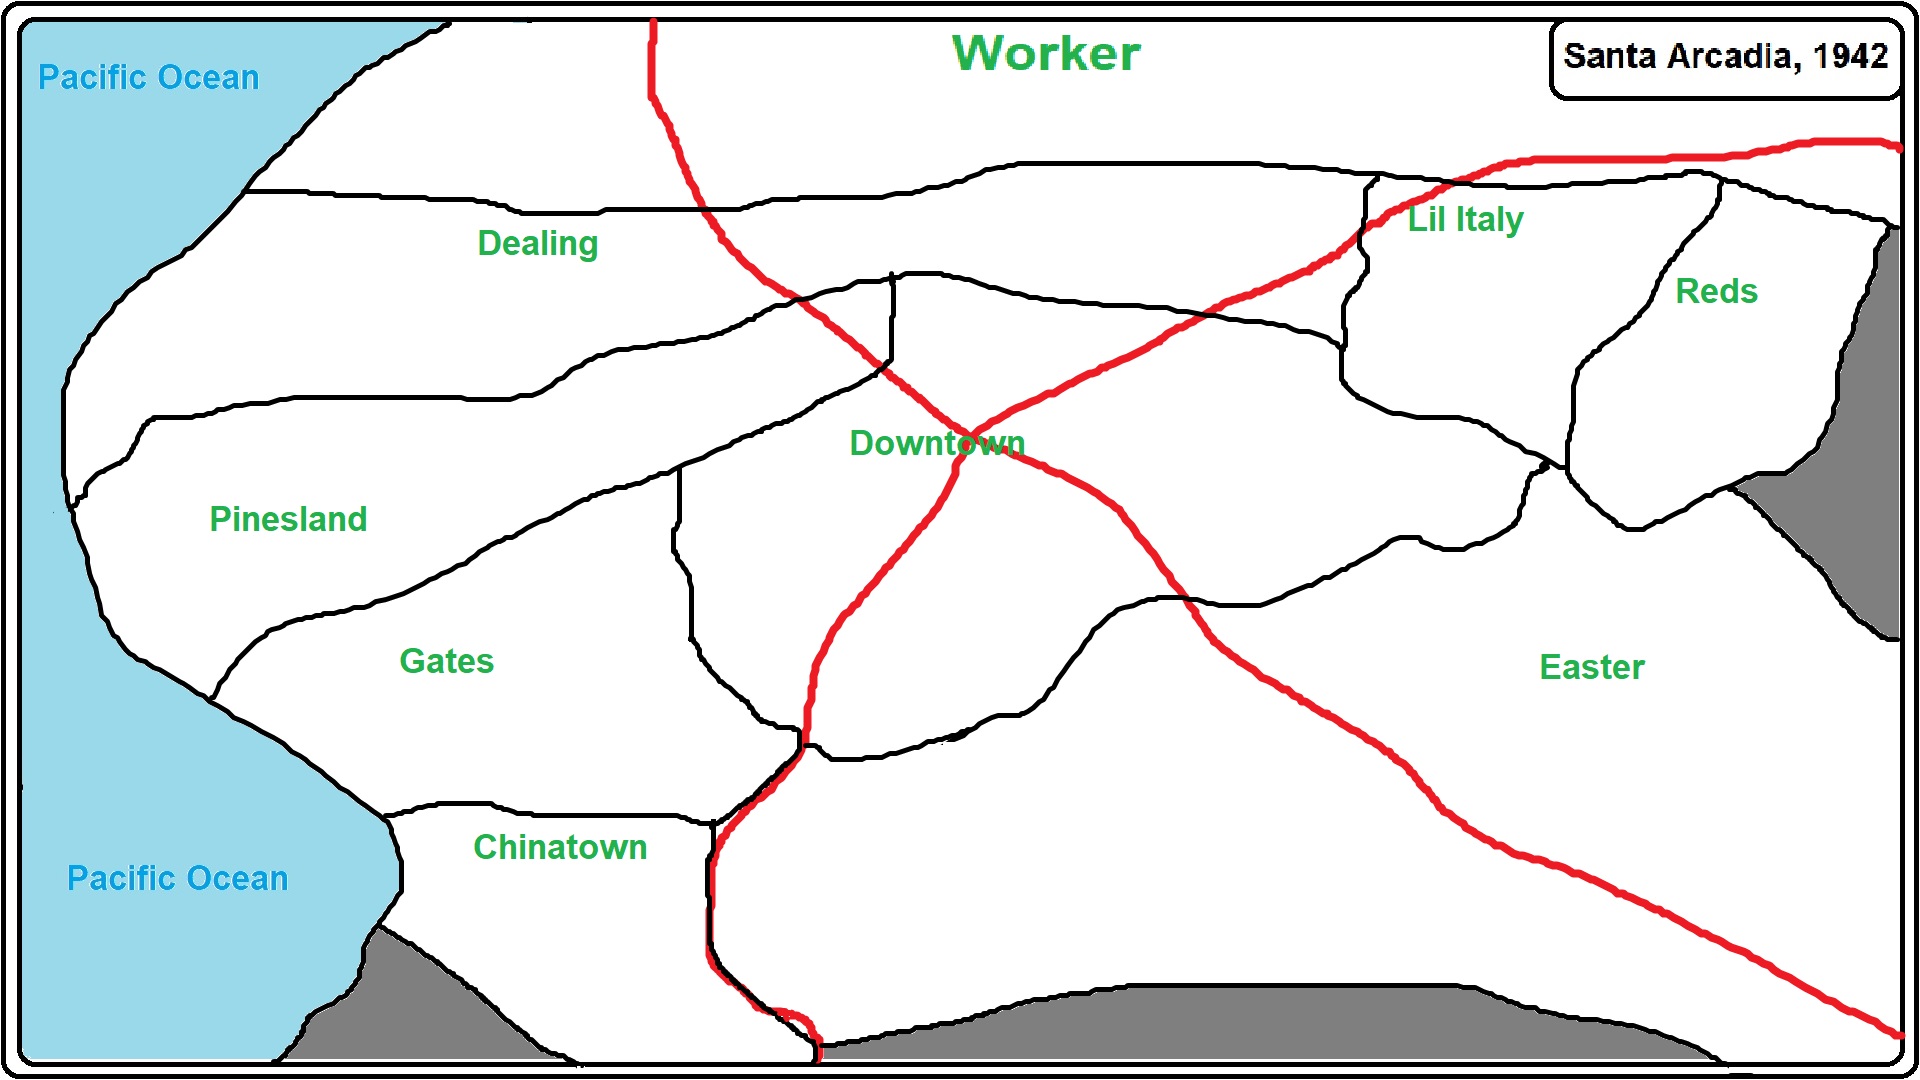 Worker
Santa Arcadia, 1942
Pacific Ocean
Lil Italy
Dealing
Reds
Downtown
Pinesland
Gates
Easter
Chinatown
Pacific Ocean